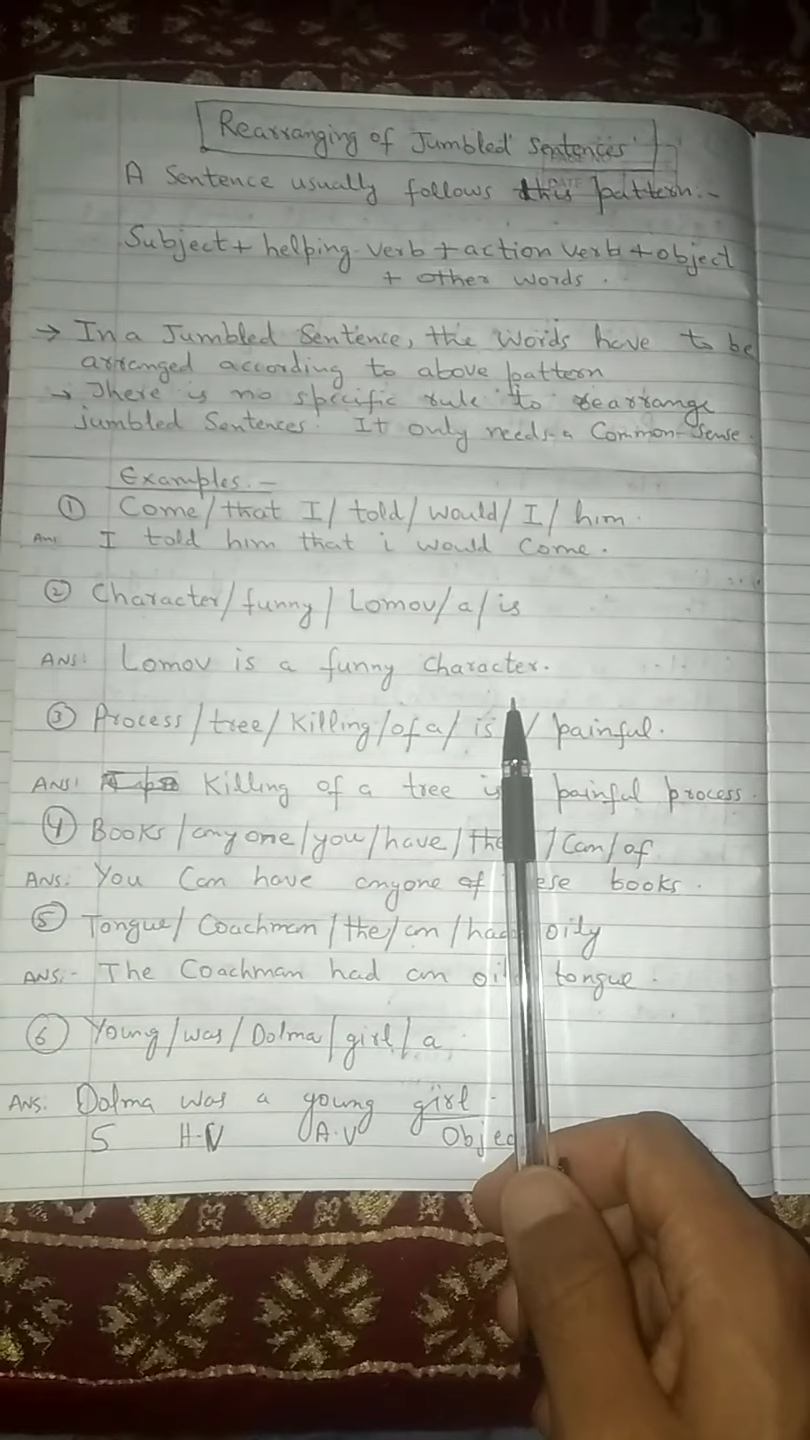 Rearranging of Jumbled Sentences
A Sentence usually follows this pattern:-
Subject + helping verb + action verb + object
+ other words.
→ In a Jumbled Sentence, the words have to be
arranged according to above pattern
→ There is no specific rule to rearrange
jumbled Sentences. It only needs a Common-Sense.
Examples:-
① Come/that I/told/would/I/him.
Ans I told him that i would Come.
② Character/funny/Lomov/a/is
ANS: Lomov is a funny Character.
③ Process/tree/Killing/of a/is / painful.
ANS: Killing of a tree is painful process.
④ Books/any one/you/have/ /Can/of
ANS. You Can have anyone of books.
⑤ Tongue/Coachman/the/an/had oily
ANS:- The Coachman had an tongue.
⑥ Young/was/Dolma/girl/a
ANS. Dolma was a young girl.
S H.V A.V